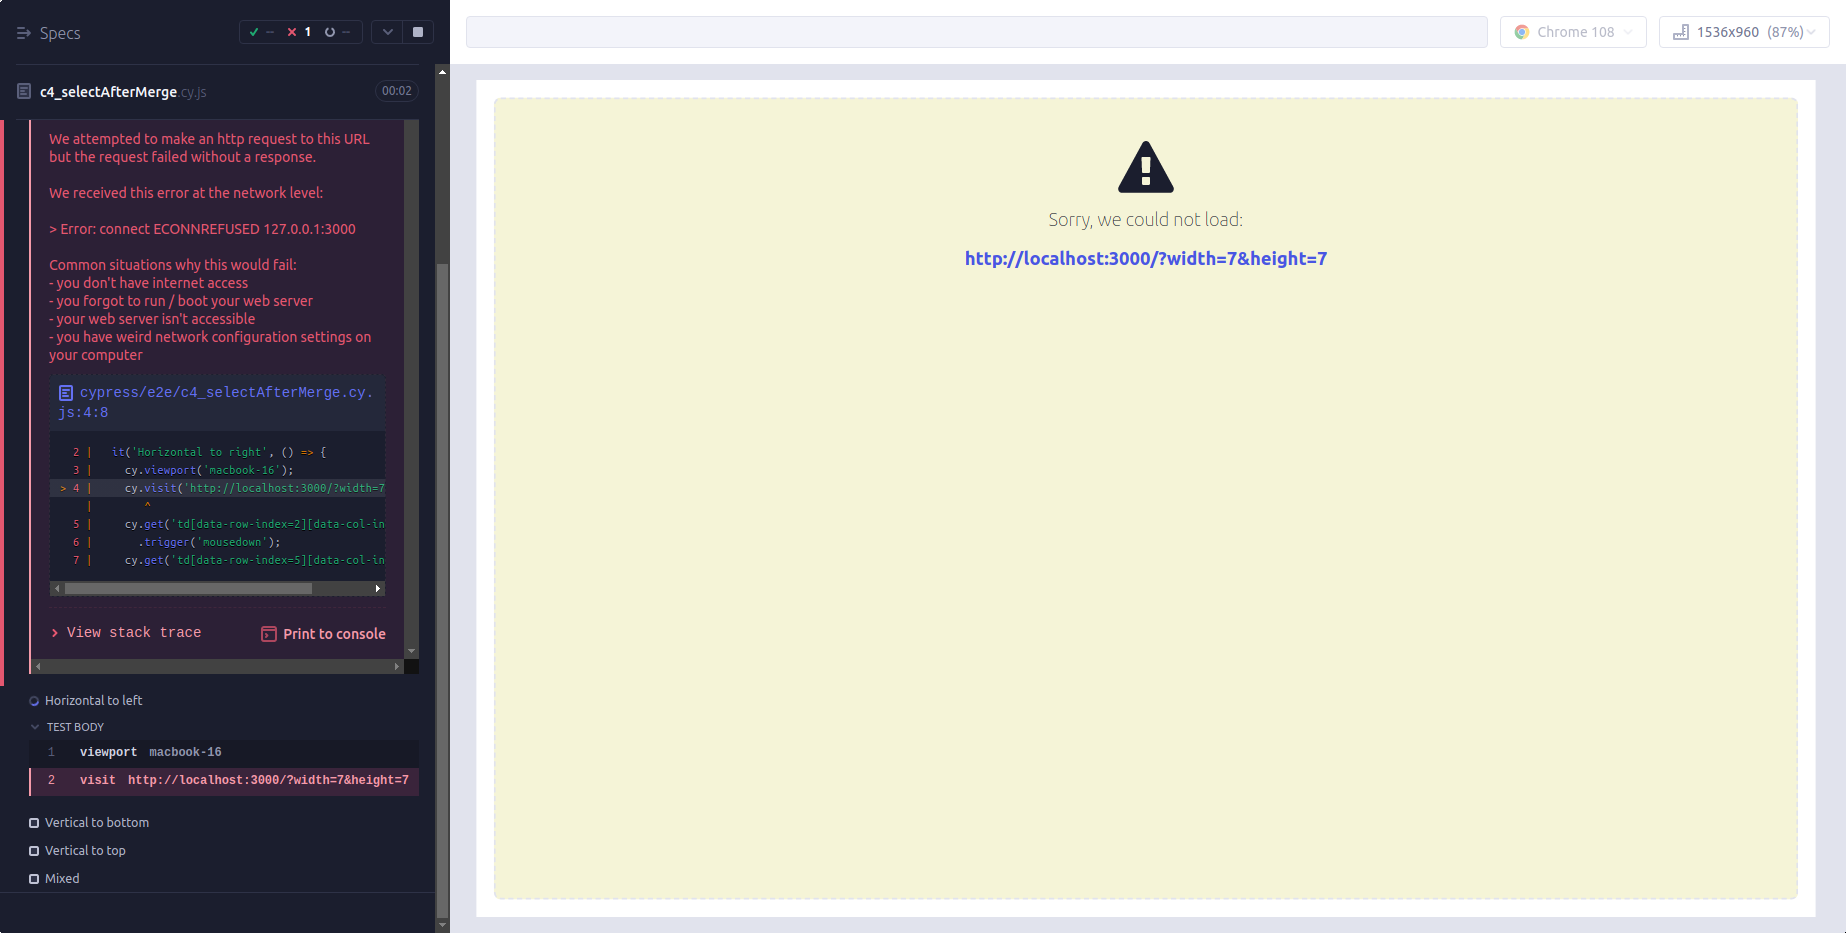 Specs
-- 1 --
c4_selectAfterMerge.cy.js
00:02
We attempted to make an http request to this URL
but the request failed without a response.
We received this error at the network level:
> Error: connect ECONNREFUSED 127.0.0.1:3000
Common situations why this would fail:
- you don't have internet access
- you forgot to run / boot your web server
- your web server isn't accessible
- you have weird network configuration settings on
your computer
cypress/e2e/c4_selectAfterMerge.cy.
js:4:8
2 | it('Horizontal to right', () => {
3 | cy.viewport('macbook-16');
> 4 | cy.visit('http://localhost:3000/?width=7
| ^
5 | cy.get('td[data-row-index=2][data-col-in
6 | .trigger('mousedown');
7 | cy.get('td[data-row-index=5][data-col-in
View stack trace
Print to console
Horizontal to left
TEST BODY
1 viewport macbook-16
2 visit http://localhost:3000/?width=7&height=7
Vertical to bottom
Vertical to top
Mixed
Chrome 108
1536x960 (87%)
Sorry, we could not load:
http://localhost:3000/?width=7&height=7